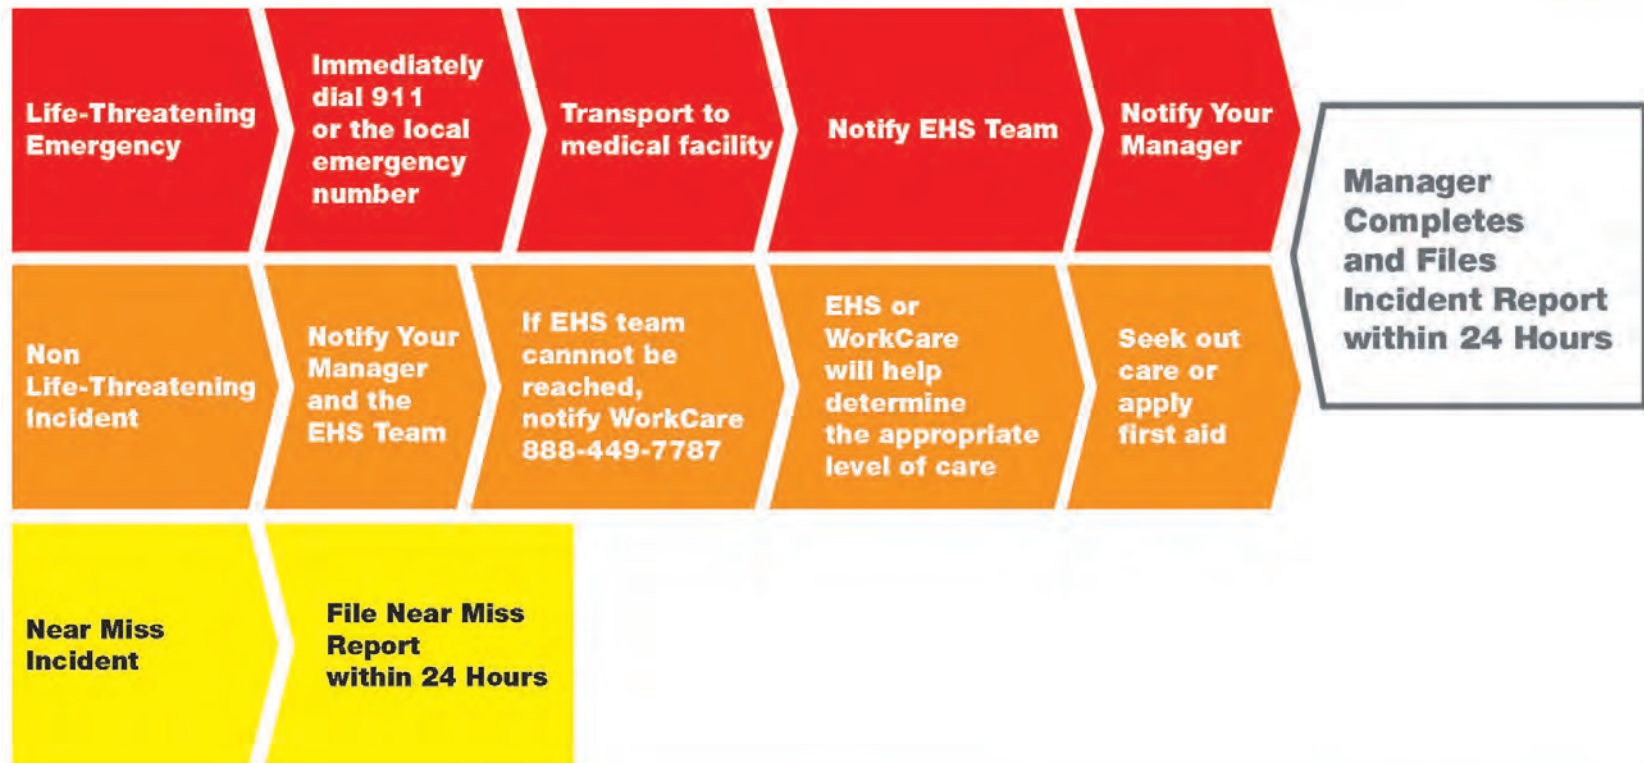 Life-Threatening
Emergency
Immediately
dial 911
or the local
emergency
number
Transport to
medical facility
Notify EHS Team
Notify Your
Manager
Manager
Completes
and Files
Incident Report
within 24 Hours
Non
Life-Threatening
Incident
Notify Your
Manager
and the
EHS Team
If EHS team
cannnot be
reached,
notify WorkCare
888-449-7787
EHS or
WorkCare
will help
determine
the appropriate
level of care
Seek out
care or
apply
first aid
Near Miss
Incident
File Near Miss
Report
within 24 Hours